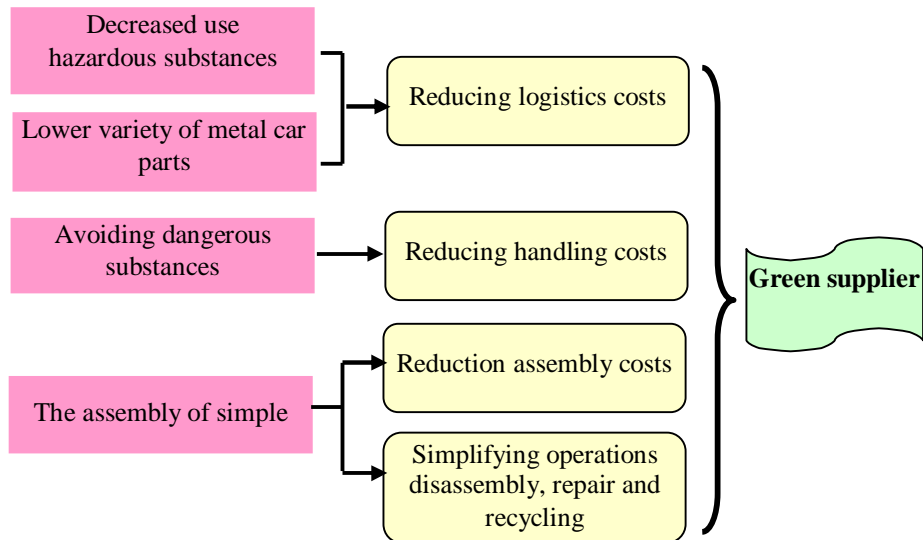 Decreased use
hazardous substances
Lower variety of metal car
parts
Avoiding dangerous
substances
The assembly of simple
Reducing logistics costs
Reducing handling costs
Reduction assembly costs
Simplifying operations
disassembly, repair and
recycling
Green supplier